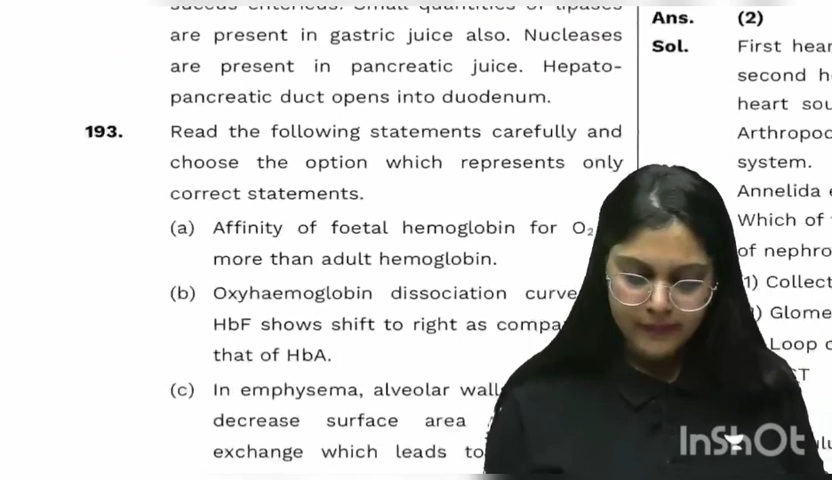 are present in gastric juice also. Nucleases
are present in pancreatic juice. Hepato-
pancreatic duct opens into duodenum.
193. Read the following statements carefully and
choose the option which represents only
correct statements.
(a) Affinity of foetal hemoglobin for O₂
more than adult hemoglobin.
(b) Oxyhaemoglobin dissociation curve
HbF shows shift to right as compa
that of HbA.
(c) In emphysema, alveolar wall
decrease surface area
exchange which leads to
Ans. (2)
Sol. First hear
second h
heart sou
Arthropod
system.
Annelida
Which of
of nephro
1) Collect
) Glome
Loop
InShOt